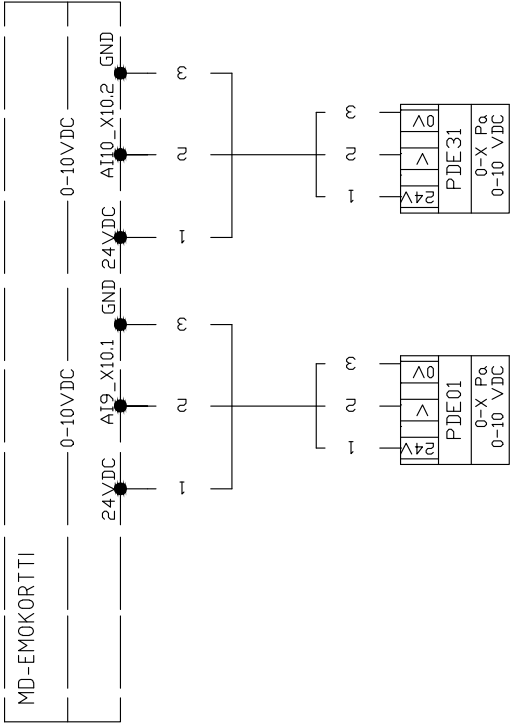 MD-EMOKORTTI
0-10VDC
0-10VDC
24VDC
AI9_X10.1
GND
24VDC
AI10_X10.2
GND
1
2
3
1
2
3
1
2
3
1
2
3
24V
V
0V
24V
V
0V
PDE01
PDE31
0-X Pa
0-10 VDC
0-X Pa
0-10 VDC